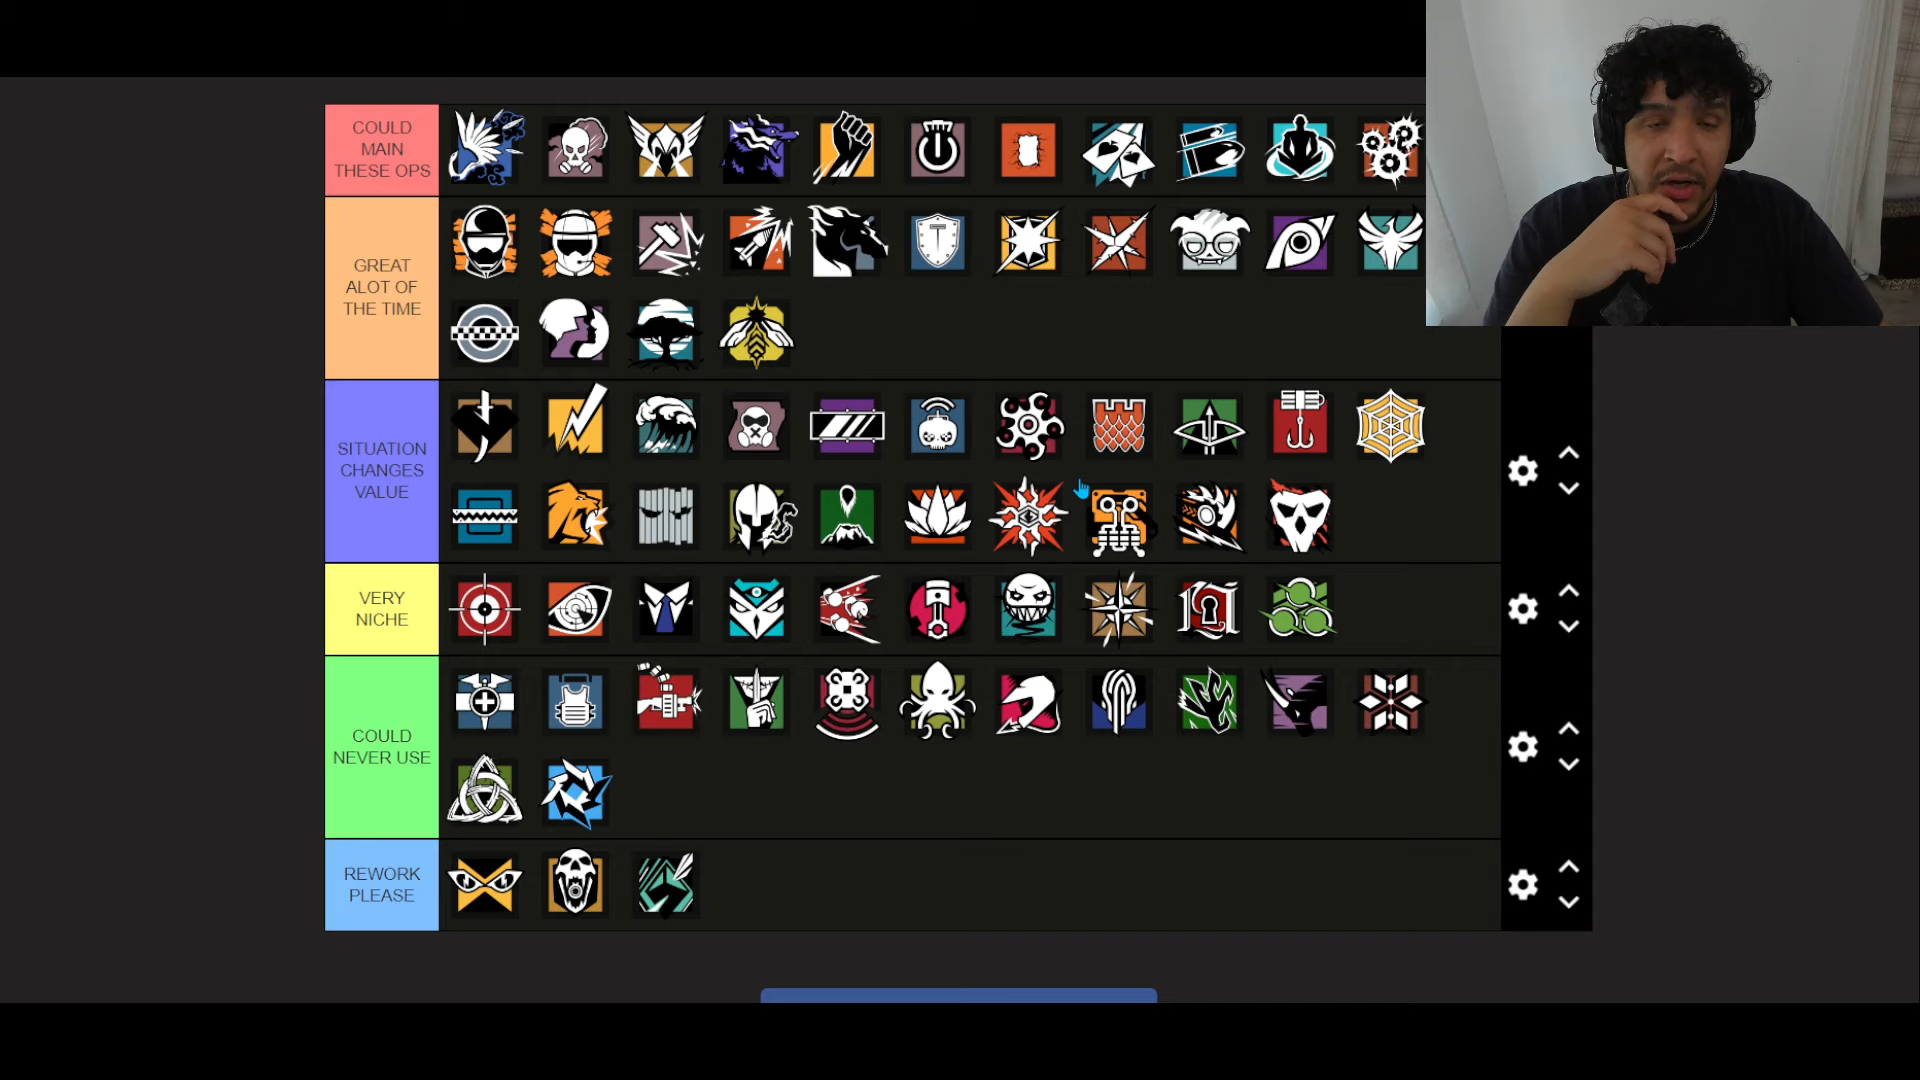 COULD
MAIN
THESE OPS
GREAT
ALOT OF
THE TIME
SITUATION
CHANGES
VALUE
VERY
NICHE
COULD
NEVER USE
REWORK
PLEASE